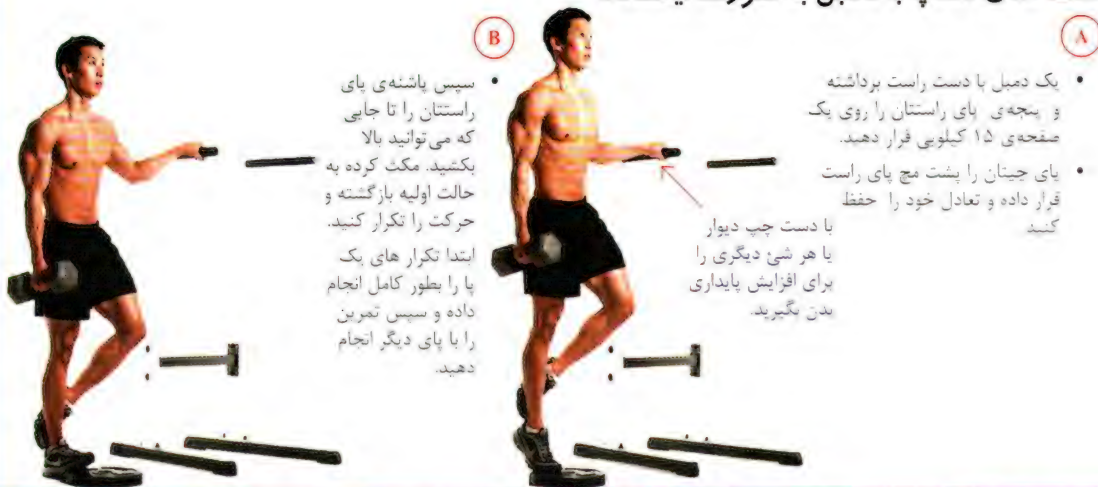 A
• یک دمبل با دست راست برداشته
و پنجه‌ی پای راستتان را روی یک
صفحه‌ی ۱۵ کیلویی قرار دهید.
• پای چپتان را پشت مچ پای راست
قرار داده و تعادل خود را حفظ
کنید
با دست چپ دیوار
یا هر شئ دیگری را
برای افزایش پایداری
بدن بگیرید.
B
• سپس پاشنه‌ی پای
راستتان را تا جایی
که می‌توانید بالا
بکشید. مکث کرده به
حالت اولیه بازگشته و
حرکت را تکرار کنید.
ابتدا تکرار های یک
پا را بطور کامل انجام
داده و سپس تمرین
را با پای دیگر انجام
دهید.